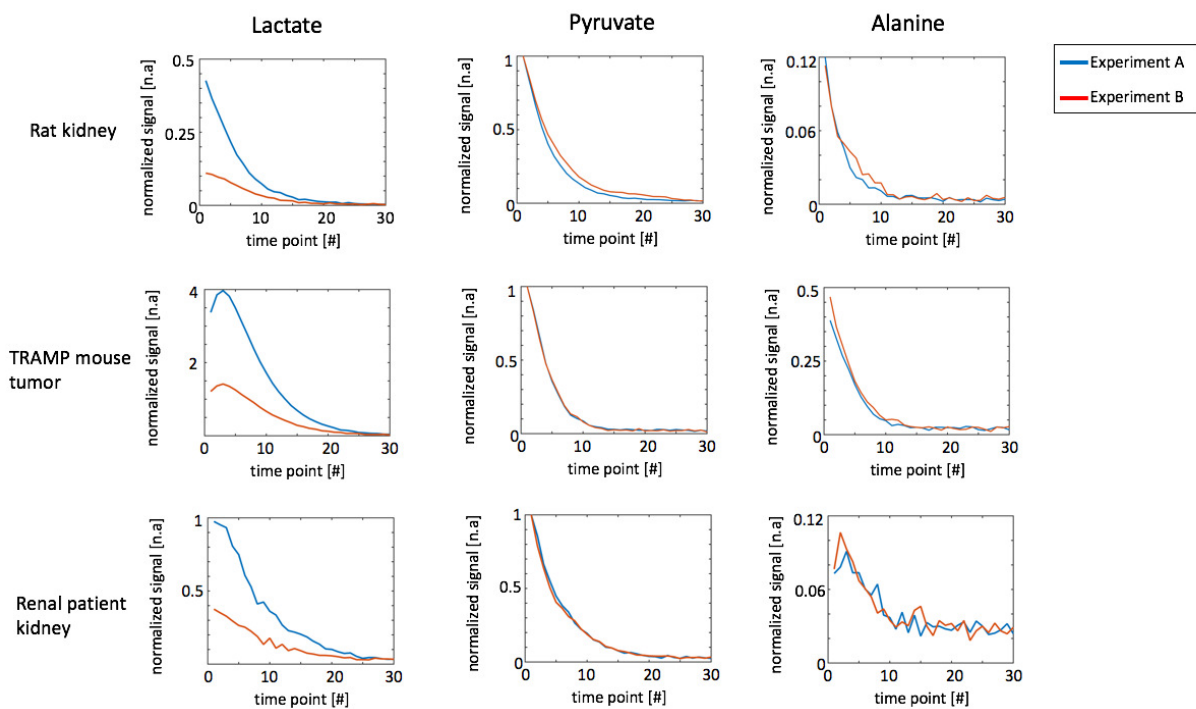 Lactate
Pyruvate
Alanine
Experiment A
Experiment B
Rat kidney
normalized signal [n.a]
0.5
0.25
0
0
10
20
30
time point [#]
normalized signal [n.a]
1
0.5
0
0
10
20
30
time point [#]
normalized signal [n.a]
0.12
0.06
0
0
10
20
30
time point [#]
TRAMP mouse
tumor
normalized signal [n.a]
4
2
0
10
20
30
time point [#]
normalized signal [n.a]
1
0.5
0
0
10
20
30
time point [#]
normalized signal [n.a]
0.5
0.25
0
0
10
20
30
time point [#]
Renal patient
kidney
normalized signal [n.a]
1
0.5
0
10
20
30
time point [#]
normalized signal [n.a]
1
0.5
0
0
10
20
30
time point [#]
normalized signal [n.a]
0.12
0.06
0
0
10
20
30
time point [#]